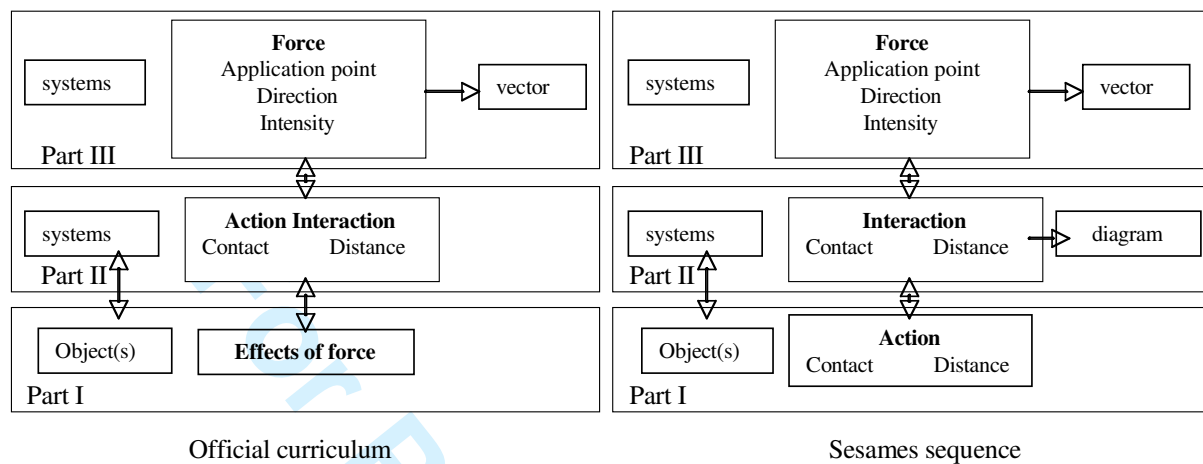 Force
Application point
Direction
Intensity
systems
vector
Part III
Action Interaction
Contact Distance
systems
Part II
Object(s)
Effects of force
Part I
Official curriculum
Force
Application point
Direction
Intensity
systems
vector
Part III
Interaction
Contact Distance
systems
diagram
Part II
Action
Contact Distance
Object(s)
Part I
Sesames sequence